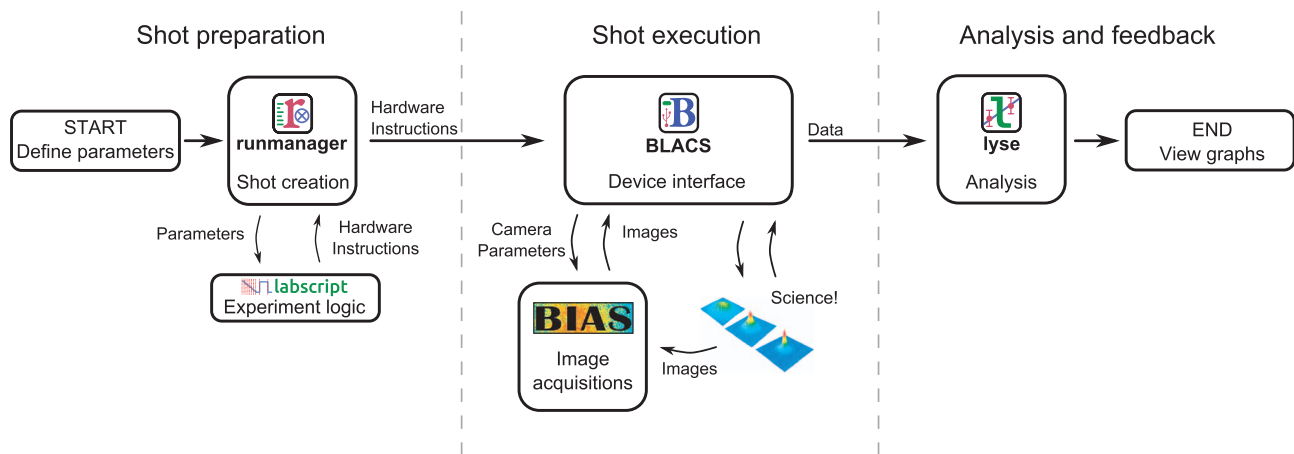 Shot preparation
Shot execution
Analysis and feedback
START
Define parameters
runmanager
Shot creation
Hardware
Instructions
BLACS
Device interface
Data
lyse
Analysis
END
View graphs
Parameters
Hardware
Instructions
labscript
Experiment logic
Camera
Parameters
Images
BIAS
Image
acquisitions
Images
Science!